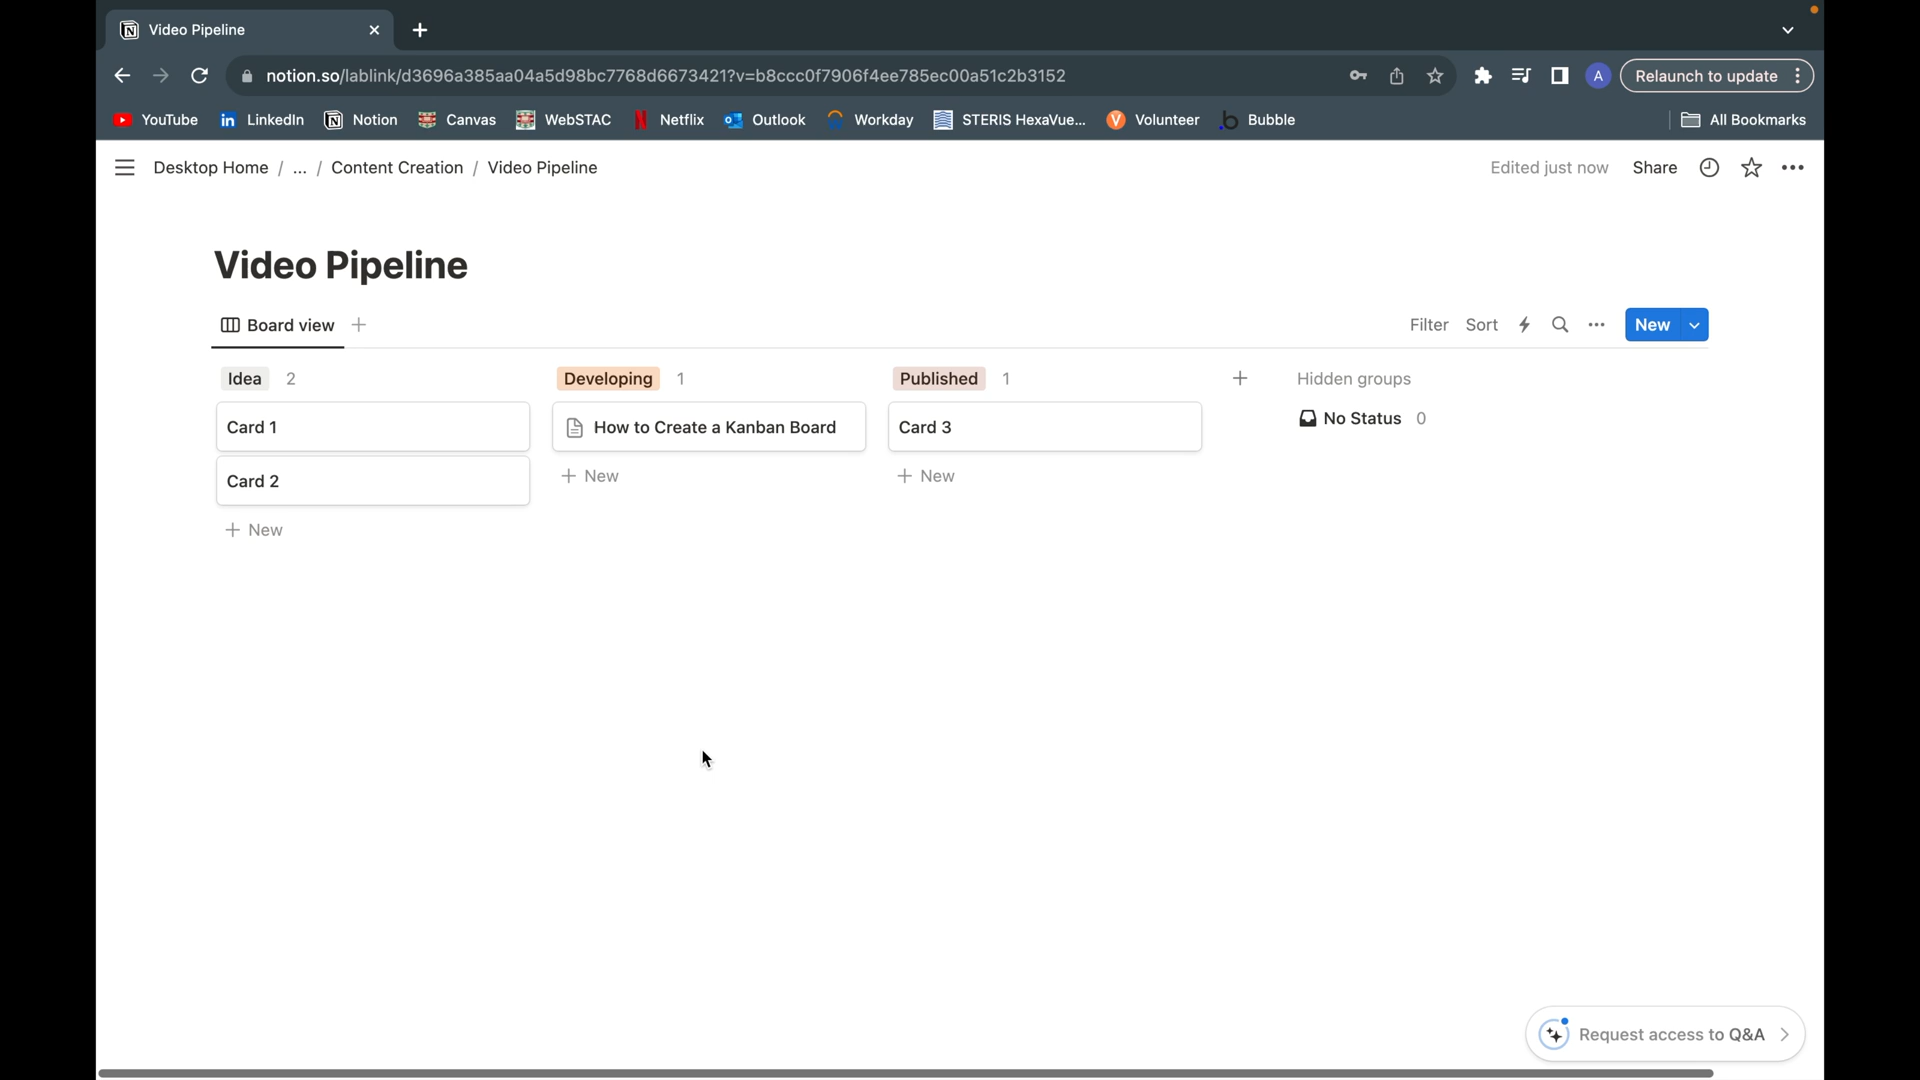 Video Pipeline
notion.so/lablink/d3696a385aa04a5d98bc7768d6673421?v=b8ccc0f7906f4ee785ec00a51c2b3152
A
Relaunch to update
YouTube
LinkedIn
Notion
Canvas
WebSTAC
Netflix
Outlook
Workday
STERIS HexaVue...
Volunteer
Bubble
All Bookmarks
Desktop Home / ... / Content Creation / Video Pipeline
Edited just now
Share
Video Pipeline
Board view
Filter
Sort
New
Idea 2
Developing 1
Published 1
Hidden groups
Card 1
How to Create a Kanban Board
Card 3
No Status 0
Card 2
New
New
New
Request access to Q&A